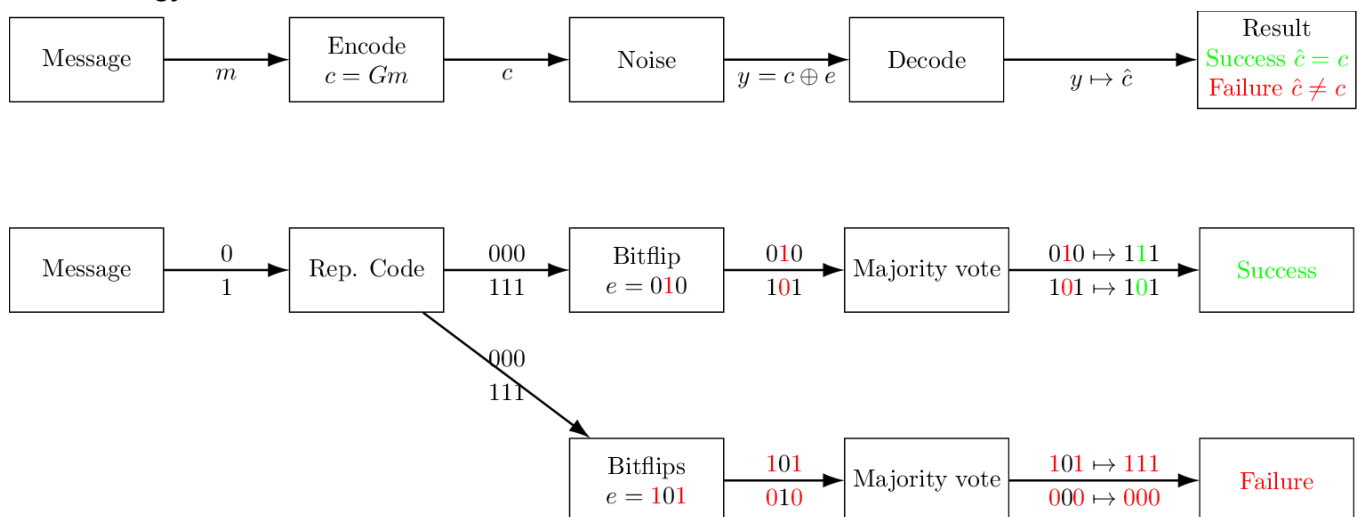 Message
m
Encode
c = Gm
c
Noise
y = c ⊕ e
Decode
y ↦ ĉ
Result
Success ĉ = c
Failure ĉ ≠ c
Message
0
1
Rep. Code
000
111
Bitflip
e = 010
010
101
Majority vote
010 ↦ 111
101 ↦ 101
Success
000
111
Bitflips
e = 101
101
010
Majority vote
101 ↦ 111
000 ↦ 000
Failure